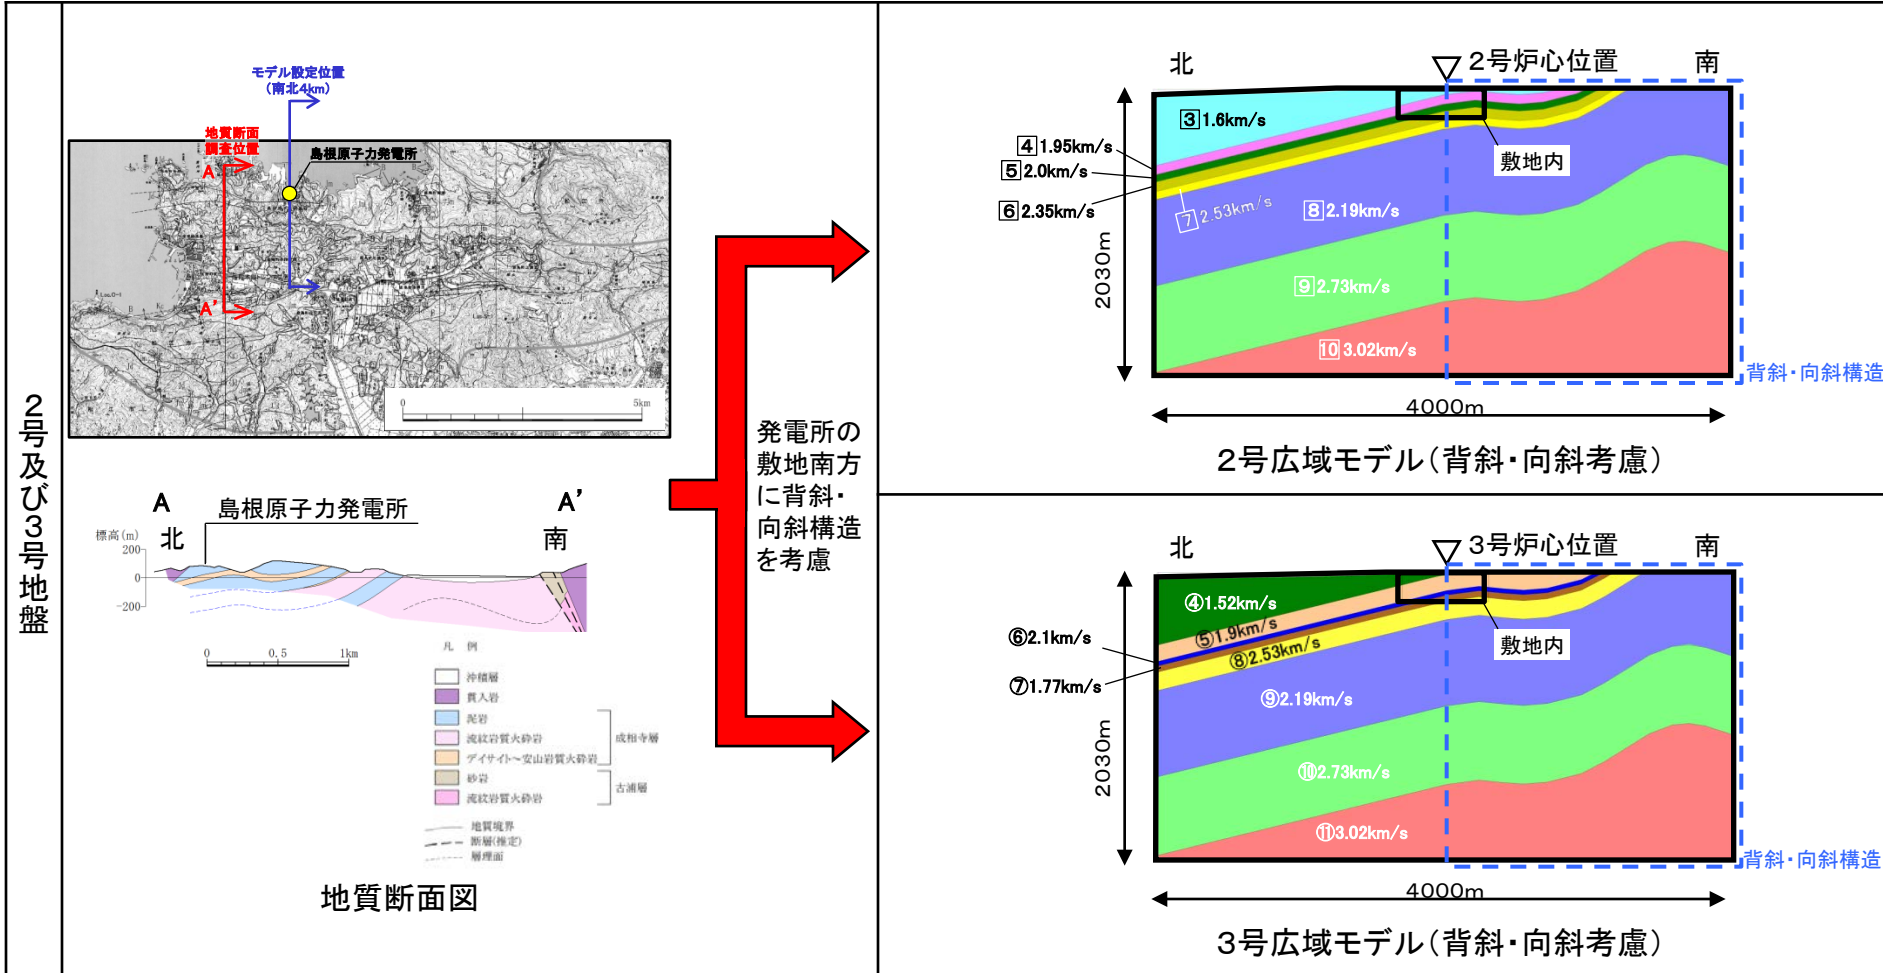 2号及び3号地盤
モデル設定位置
(南北4km)
地質断面
調査位置
島根原子力発電所
A
A'
0
5km
A
A'
島根原子力発電所
北
南
標高(m)
200
0
-200
0
0.5
1km
凡 例
沖積層
貫入岩
泥岩
流紋岩質火砕岩
デイサイト～安山岩質火砕岩
成相寺層
砂岩
流紋岩質火砕岩
古浦層
地質境界
断層(推定)
層理面
地質断面図
発電所の
敷地南方
に背斜・
向斜構造
を考慮
北
2号炉心位置
南
3 1.6km/s
4 1.95km/s
5 2.0km/s
6 2.35km/s
7 2.53km/s
8 2.19km/s
9 2.73km/s
10 3.02km/s
敷地内
2030m
4000m
背斜・向斜構造
2号広域モデル(背斜・向斜考慮)
北
3号炉心位置
南
④1.52km/s
⑤1.9km/s
⑥2.1km/s
⑦1.77km/s
⑧2.53km/s
⑨2.19km/s
⑩2.73km/s
⑪3.02km/s
敷地内
2030m
4000m
背斜・向斜構造
3号広域モデル(背斜・向斜考慮)